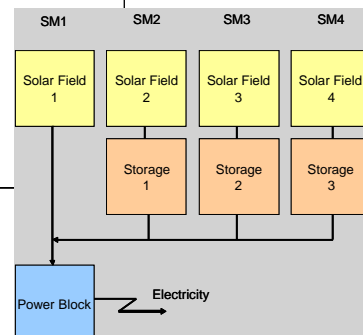 SM1 SM2 SM3 SM4
Solar Field Solar Field Solar Field Solar Field
1 2 3 4
Storage Storage Storage
1 2 3
Electricity
Power Block